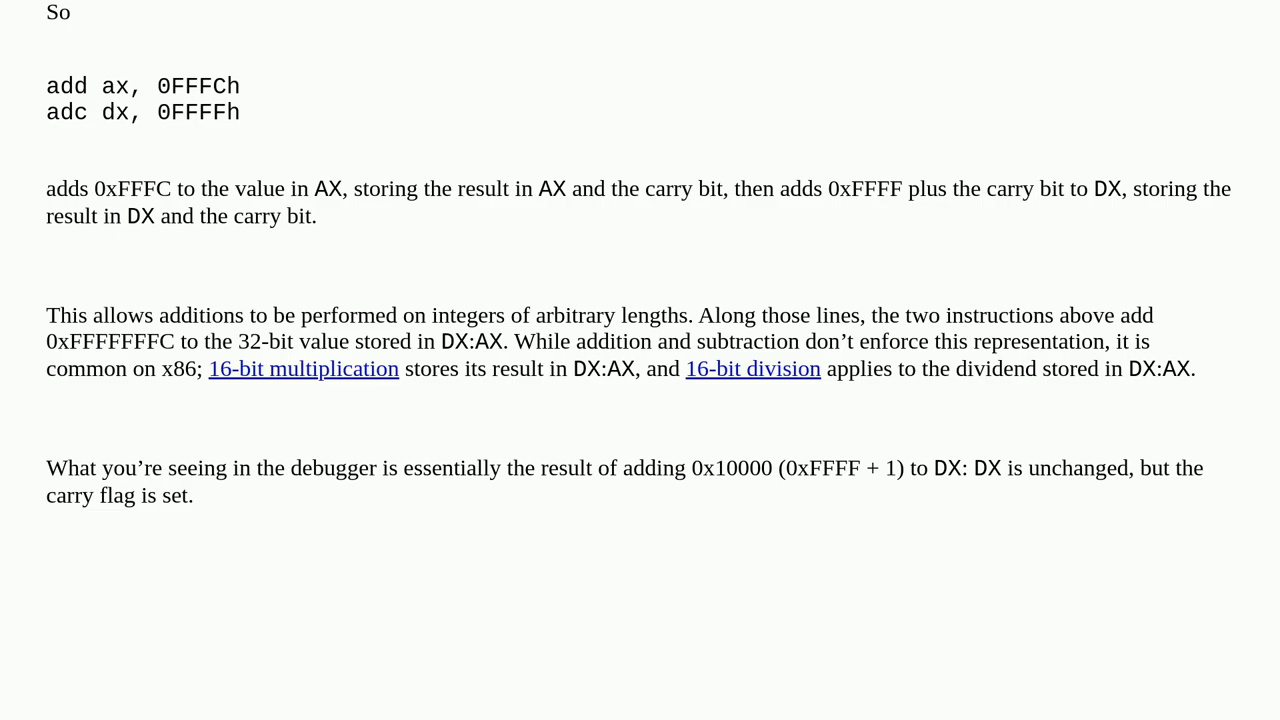 So
add ax, 0FFFCh
adc dx, 0FFFFh
adds 0xFFFC to the value in AX, storing the result in AX and the carry bit, then adds 0xFFFF plus the carry bit to DX, storing the
result in DX and the carry bit.
This allows additions to be performed on integers of arbitrary lengths. Along those lines, the two instructions above add
0xFFFFFFFC to the 32-bit value stored in DX:AX. While addition and subtraction don’t enforce this representation, it is
common on x86; 16-bit multiplication stores its result in DX:AX, and 16-bit division applies to the dividend stored in DX:AX.
What you’re seeing in the debugger is essentially the result of adding 0x10000 (0xFFFF + 1) to DX: DX is unchanged, but the
carry flag is set.